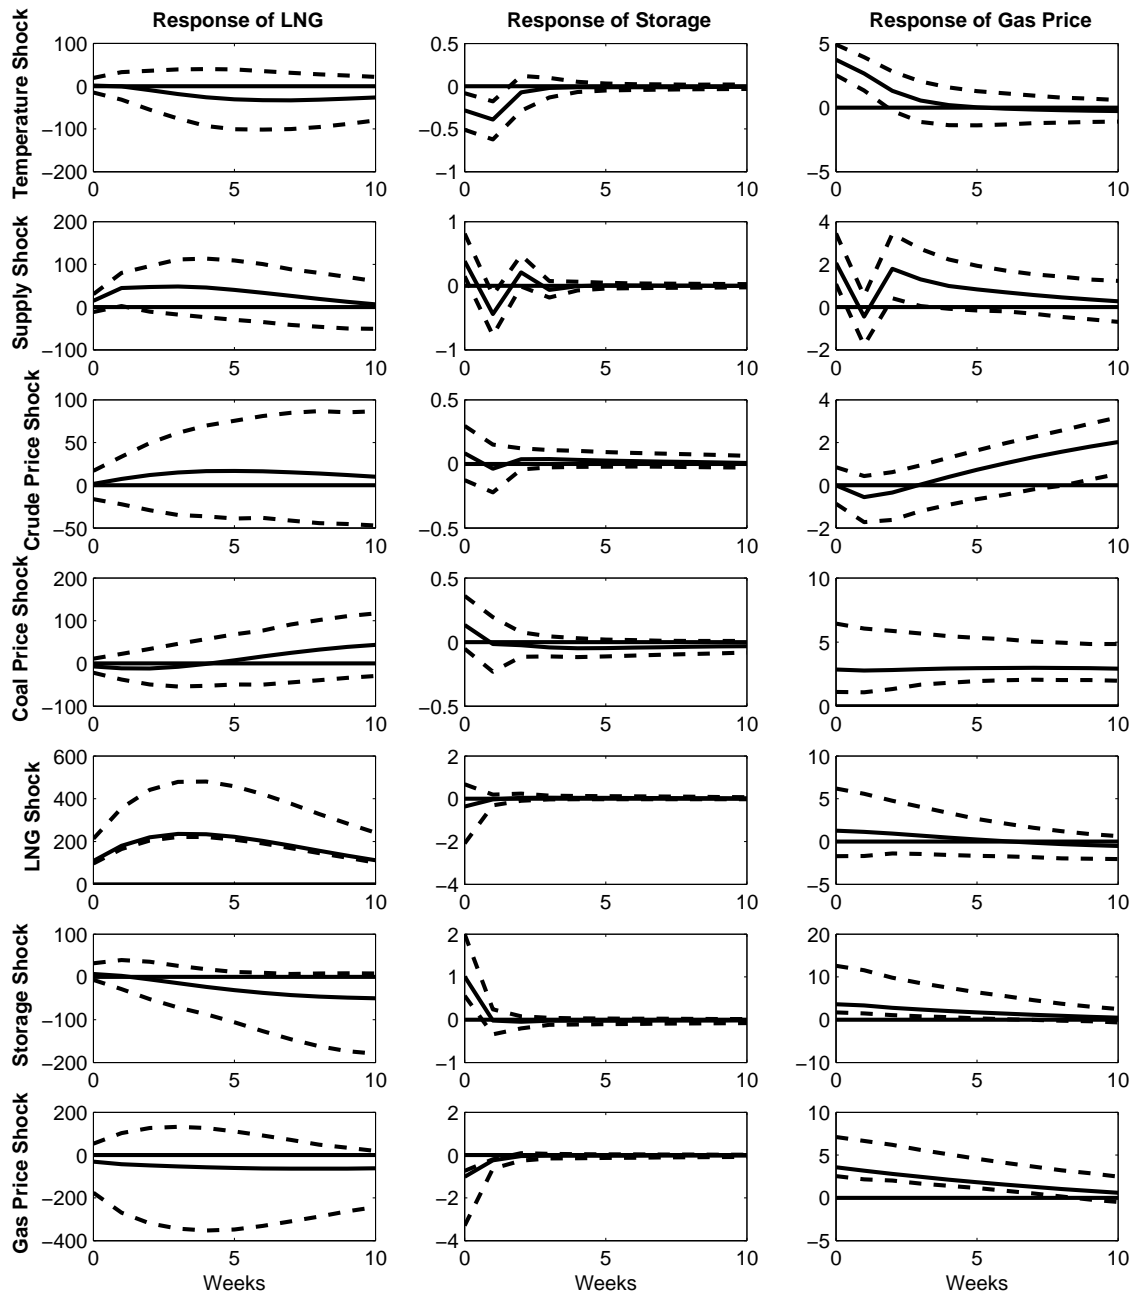 Response of LNG Response of Storage Response of Gas Price
Temperature Shock
100 0.5 5
0 0 0
−100 −0.5
−200 −1 −5
0 5 10 0 5 10 0 5 10
Supply Shock
200 1 4
100 2
0 0 0
−100 −1 −2
0 5 10 0 5 10 0 5 10
Crude Price Shock
100 0.5 4
50 2
0 0 0
−50 −0.5 −2
0 5 10 0 5 10 0 5 10
Coal Price Shock
200 0.5 10
100
0 0 5
−100 −0.5 0
0 5 10 0 5 10 0 5 10
LNG Shock
600 2 10
400 0 5
200 −2 0
0 −4 −5
0 5 10 0 5 10 0 5 10
Storage Shock
100 2 20
0 1 10
−100 0 0
−200 −1 −10
0 5 10 0 5 10 0 5 10
Gas Price Shock
200 2 10
0 0 5
−200 −2 0
−400 −4 −5
0 5 10 0 5 10 0 5 10
Weeks Weeks Weeks